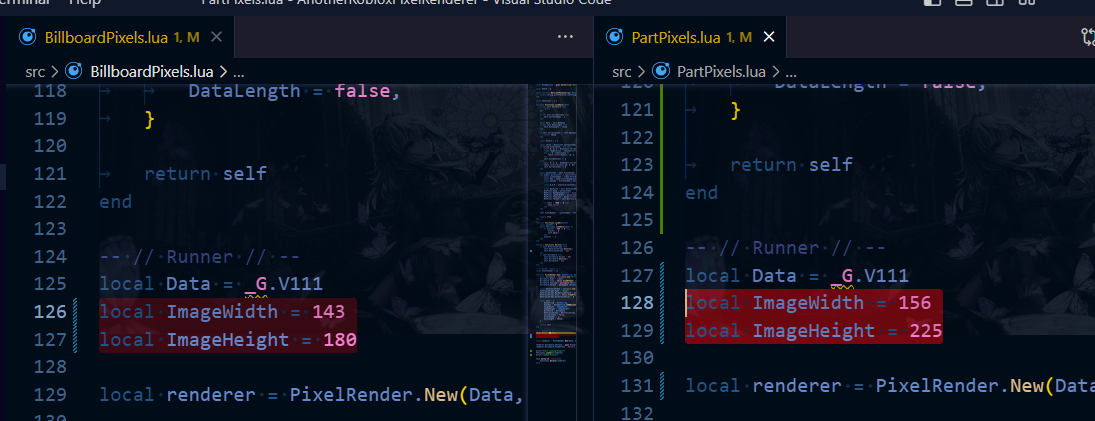 Terminal Help PartPixels.lua - AnotherRobloxPixelRenderer - Visual Studio Code
BillboardPixels.lua 1, M
src > BillboardPixels.lua > ...
118 DataLength = false,
119 }
120
121 return self
122 end
123
124 -- // Runner // --
125 local Data = _G.V111
126 local ImageWidth = 143
127 local ImageHeight = 180
128
129 local renderer = PixelRender.New(Data,
130
PartPixels.lua 1, M
src > PartPixels.lua > ...
120 DataLength = false,
121 }
122
123 return self
124 end
125
126 -- // Runner // --
127 local Data = _G.V111
128 local ImageWidth = 156
129 local ImageHeight = 225
130
131 local renderer = PixelRender.New(Data
132